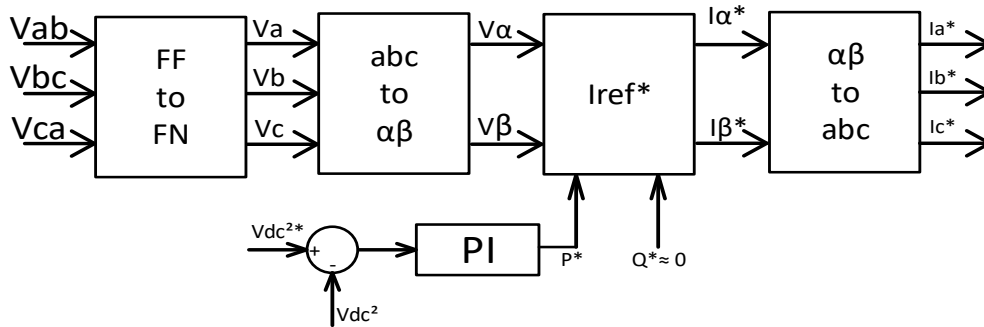 Vab
Vbc
Vca
FF
to
FN
Va
Vb
Vc
abc
to
αβ
Vα
Vβ
Iref*
Iα*
Iβ*
αβ
to
abc
Ia*
Ib*
Ic*
Vdc²*
+
-
Vdc²
PI
P*
Q*≈ 0